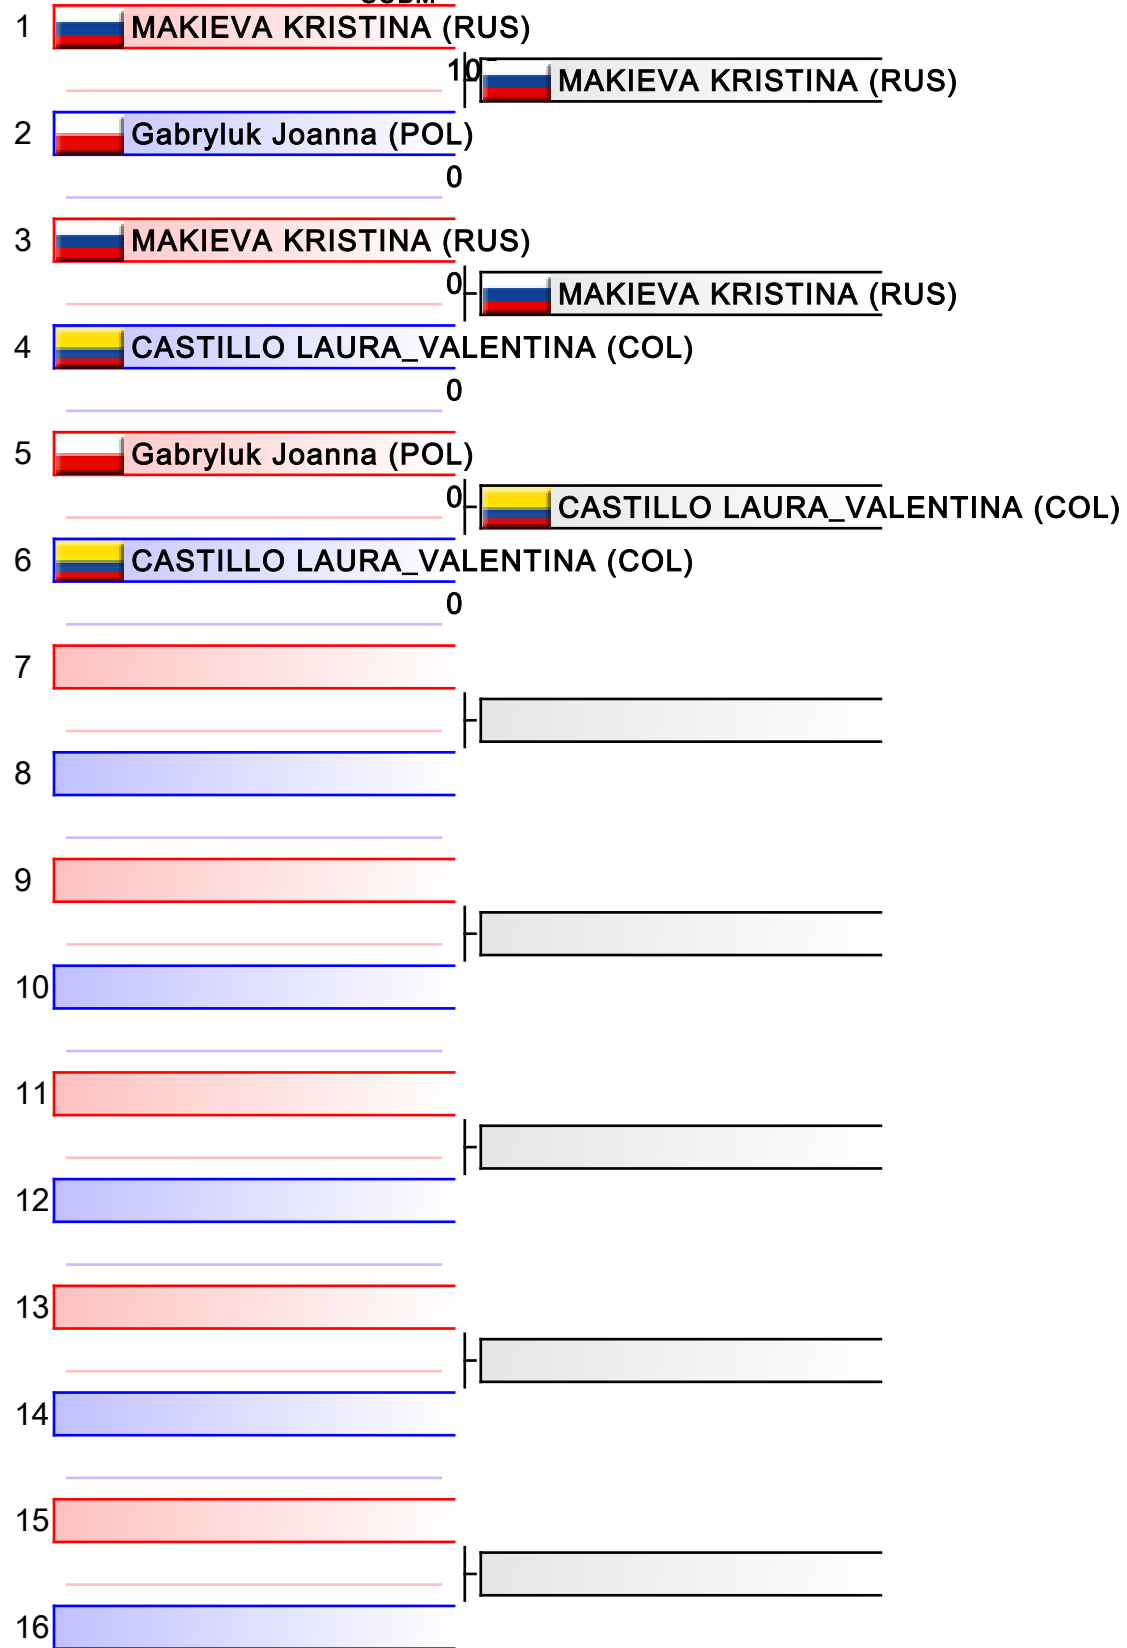 1 MAKIEVA KRISTINA (RUS)
10
MAKIEVA KRISTINA (RUS)
2 Gabryluk Joanna (POL)
0
3 MAKIEVA KRISTINA (RUS)
0
MAKIEVA KRISTINA (RUS)
4 CASTILLO LAURA_VALENTINA (COL)
0
5 Gabryluk Joanna (POL)
0
CASTILLO LAURA_VALENTINA (COL)
6 CASTILLO LAURA_VALENTINA (COL)
0
7
8
9
10
11
12
13
14
15
16